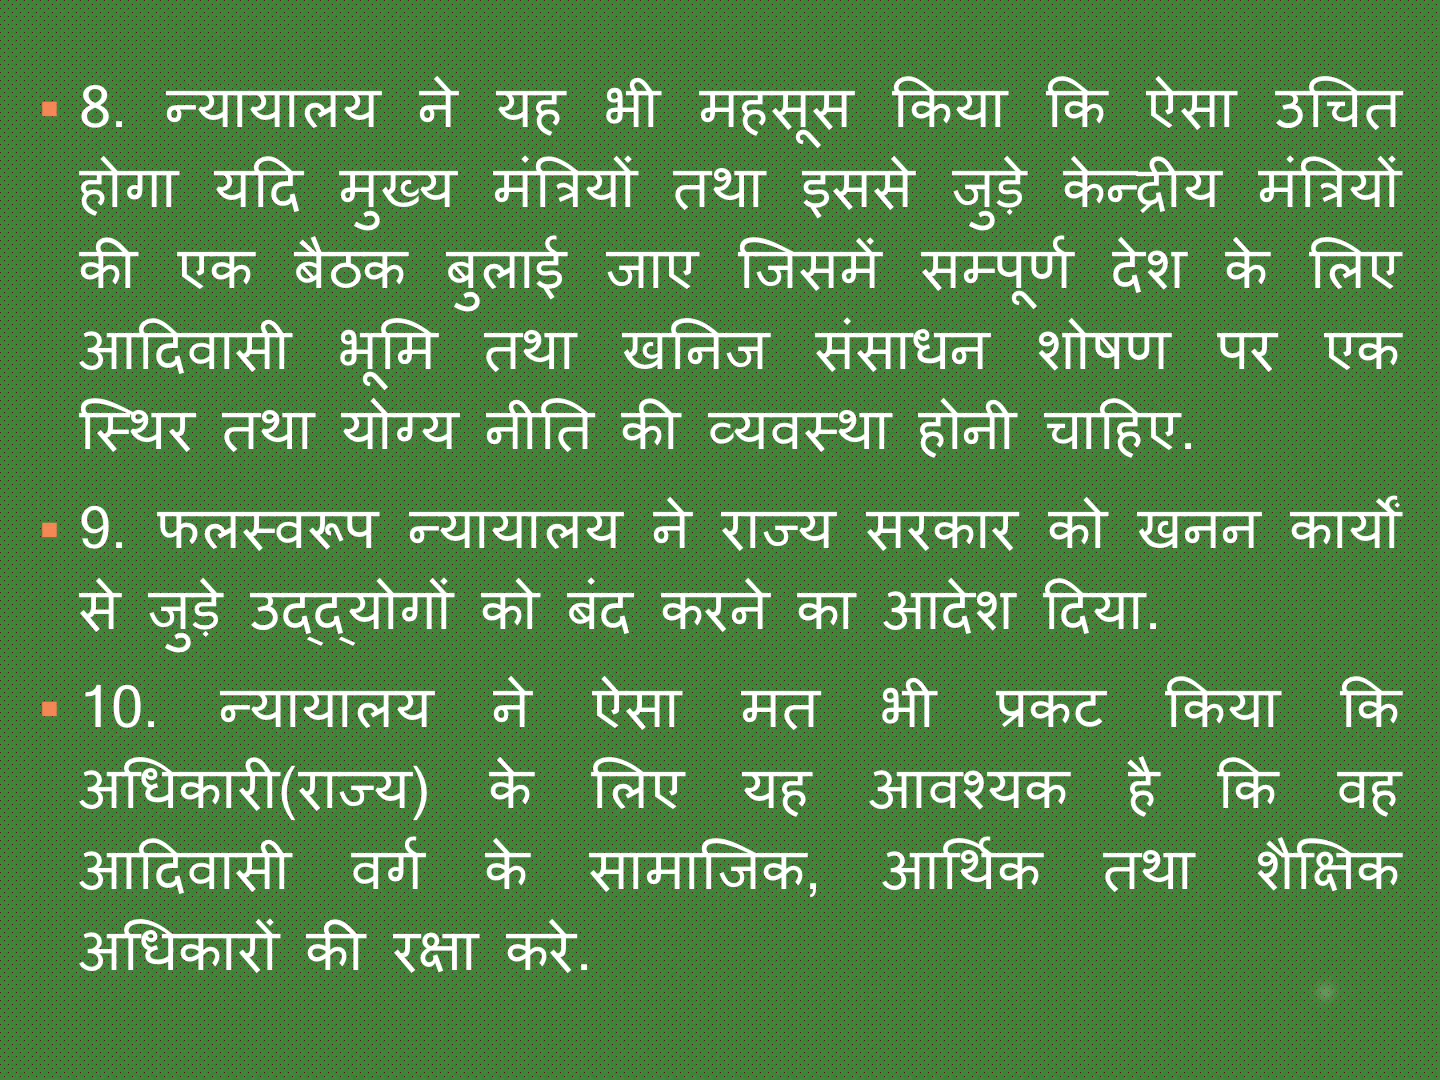 ▪ 8. न्यायालय ने यह भी महसूस किया कि ऐसा उचित
होगा यदि मुख्य मंत्रियों तथा इससे जुड़े केन्द्रीय मंत्रियों
की एक बैठक बुलाई जाए जिसमें सम्पूर्ण देश के लिए
आदिवासी भूमि तथा खनिज संसाधन शोषण पर एक
स्थिर तथा योग्य नीति की व्यवस्था होनी चाहिए.
▪ 9. फलस्वरूप न्यायालय ने राज्य सरकार को खनन कार्यों
से जुड़े उद्द्योगों को बंद करने का आदेश दिया.
▪ 10. न्यायालय ने ऐसा मत भी प्रकट किया कि
अधिकारी(राज्य) के लिए यह आवश्यक है कि वह
आदिवासी वर्ग के सामाजिक, आर्थिक तथा शैक्षिक
अधिकारों की रक्षा करे.